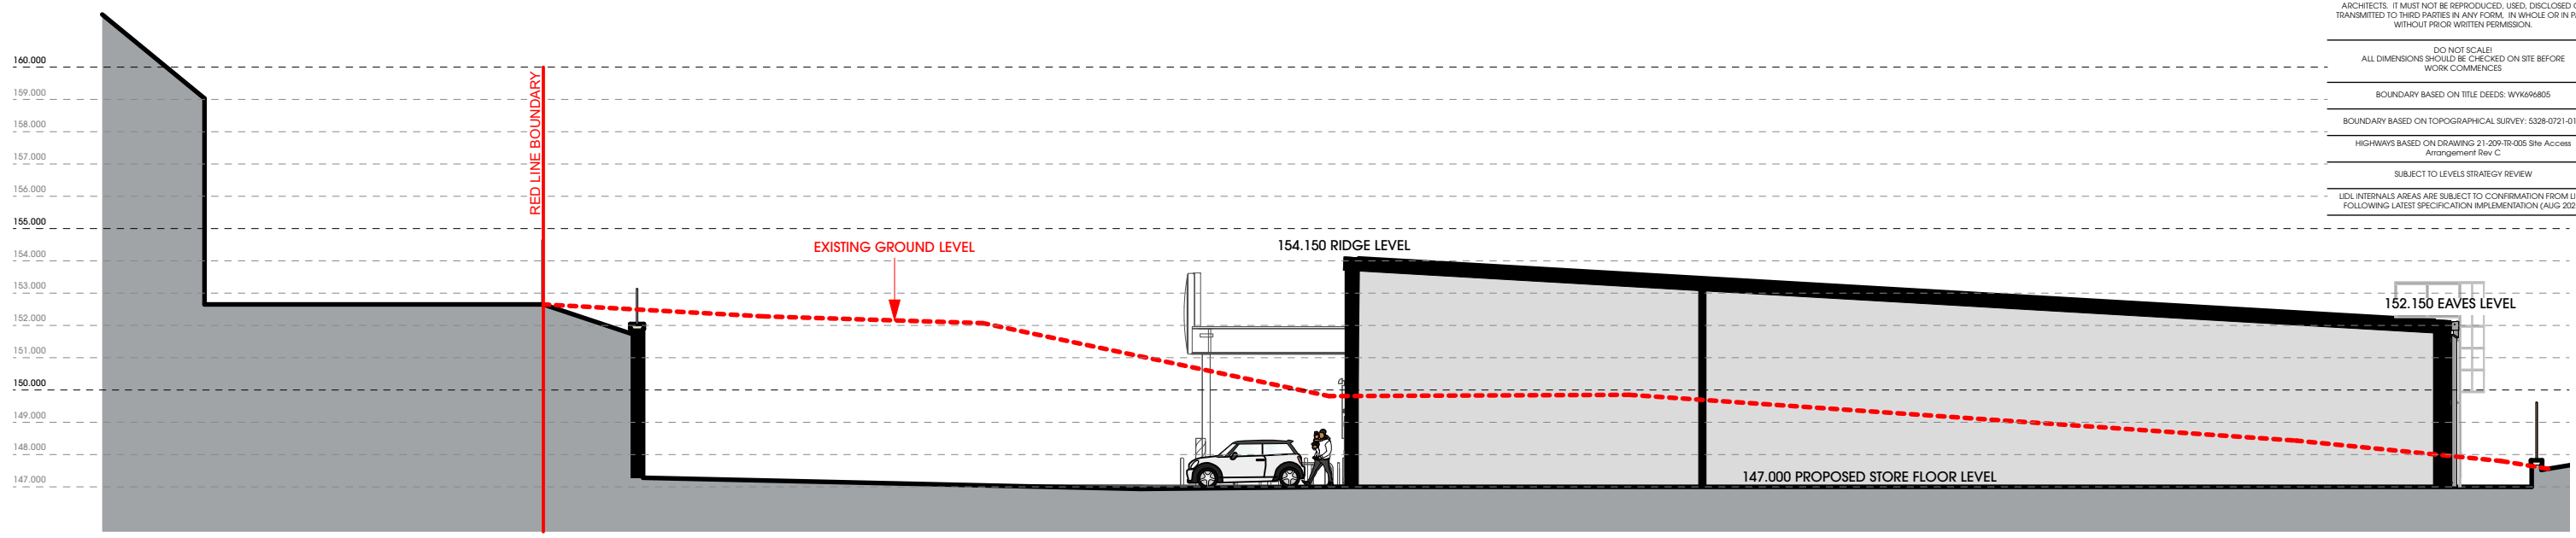 ARCHITECTS. IT MUST NOT BE REPRODUCED, USED, DISCLOSED
TRANSMITTED TO THIRD PARTIES IN ANY FORM, IN WHOLE OR IN
WITHOUT PRIOR WRITTEN PERMISSION.
DO NOT SCALE!
ALL DIMENSIONS SHOULD BE CHECKED ON SITE BEFORE
WORK COMMENCES
BOUNDARY BASED ON TITLE DEEDS: WYK696805
BOUNDARY BASED ON TOPOGRAPHICAL SURVEY: 5328-0721-01
HIGHWAYS BASED ON DRAWING 21-209-TR-005 Site Access
Arrangement Rev C
SUBJECT TO LEVELS STRATEGY REVIEW
LIDL INTERNALS AREAS ARE SUBJECT TO CONFIRMATION FROM
FOLLOWING LATEST SPECIFICATION IMPLEMENTATION (AUG
160.000
159.000
158.000
157.000
156.000
155.000
154.000
153.000
152.000
151.000
150.000
149.000
148.000
147.000
RED LINE BOUNDARY
EXISTING GROUND LEVEL
154.150 RIDGE LEVEL
152.150 EAVES LEVEL
147.000 PROPOSED STORE FLOOR LEVEL